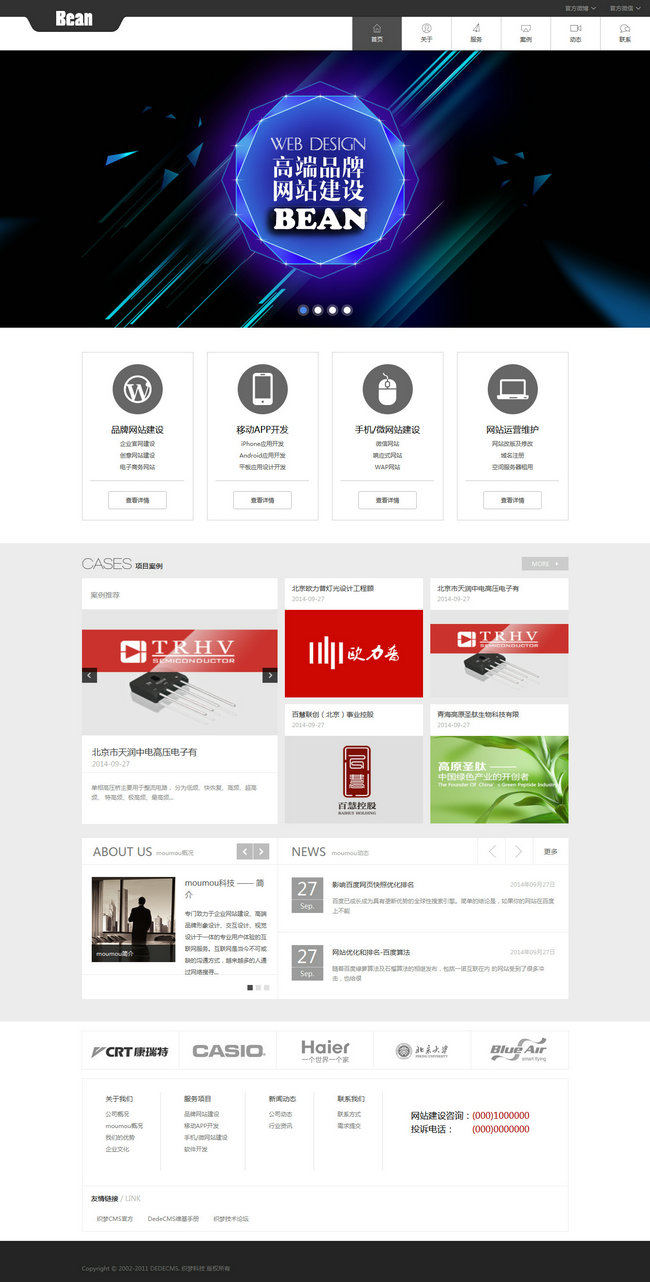 官方微博
官方微信
Bean
首页
关于
服务
案例
动态
联系
WEB DESIGN
高端品牌
网站建设
BEAN
品牌网站建设
企业官网建设
创意网站建设
电子商务网站
查看详情
移动APP开发
iPhone应用开发
Android应用开发
平板应用设计开发
查看详情
手机/微网站建设
微信网站
响应式网站
WAP网站
查看详情
网站运营维护
网站改版及修改
域名注册
空间服务器租用
查看详情
CASES 项目案例
MORE
案例推荐
TRHV
SEMICONDUCTOR
北京市天润中电高压电子有
2014-09-27
单相高压桥主要用于整流电路，分为低频、快恢复、高频、超高
频、特高频、极高频、最高频...
北京欧力普灯光设计工程顾
2014-09-27
欧力普
北京市天润中电高压电子有
2014-09-27
TRHV
SEMICONDUCTOR
百慧联创（北京）事业控股
2014-09-27
百慧
百慧控股
BAIHUI HOLDING
青海高原圣肽生物科技有限
2014-09-27
高原圣肽 ——
中国绿色产业的开创者
The Founder Of China's Green Peptide Industry
ABOUT US moumou概况
moumou简介
moumou科技 —— 简
介
专门致力于企业网站建设、高端
品牌形象设计、交互设计、视觉
设计于一体的专业用户体验的互
联网服务。互联网是当今不可或
缺的沟通方式，越来越多的人通
过网络搜寻...
NEWS moumou动态
更多
27
Sep.
影响百度网页快照优化排名
2014年09月27日
百度已成长成为具有垄断优势的全球性搜索引擎。简单的结论是，如果你的网站在百度
上不能
27
Sep.
网站优化和排名-百度算法
2014年09月27日
随着百度绿萝算法及石榴算法的相继发布，包括一派互联在内 的网站受到了很多冲
击，也给很
CRT康瑞特
CASIO
Haier
一个世界一个家
北京大学
PEKING UNIVERSITY
Blue Air
smart flying
关于我们
公司概况
moumou概况
我们的优势
企业文化
服务项目
品牌网站建设
移动APP开发
手机/微网站建设
软件开发
新闻动态
公司动态
行业资讯
联系我们
联系方式
需求提交
网站建设咨询：(000)1000000
投诉电话：(000)0000000
友情链接 / LINK
织梦CMS官方
DedeCMS维基手册
织梦技术论坛
Copyright © 2002-2011 DEDECMS. 织梦科技 版权所有